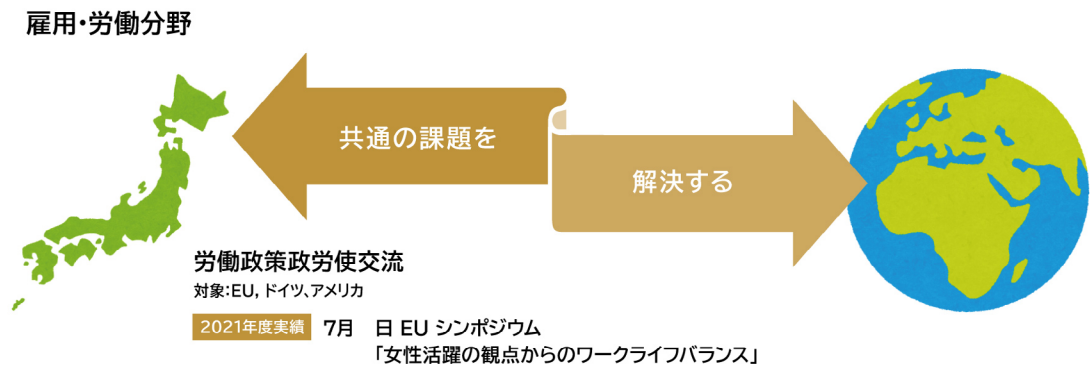 雇用・労働分野
共通の課題を
解決する
労働政策政労使交流
対象:EU, ドイツ、アメリカ
2021年度実績 7月 日 EU シンポジウム
「女性活躍の観点からのワークライフバランス」